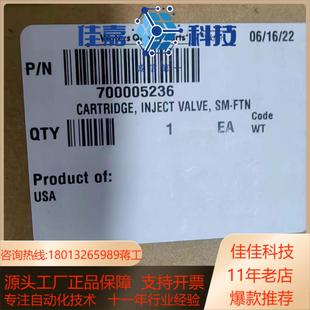 佳嘉 科技
06/16/22
P/N
700005236
CARTRIDGE, INJECT VALVE, SM-FTN
QTY 1 EA Code
WT
Product of:
USA
咨询热线:18013265989蒋工
源头工厂正品保障 支持开票
专注自动化技术 十一年行业经验
佳佳科技
11年老店
爆款推荐